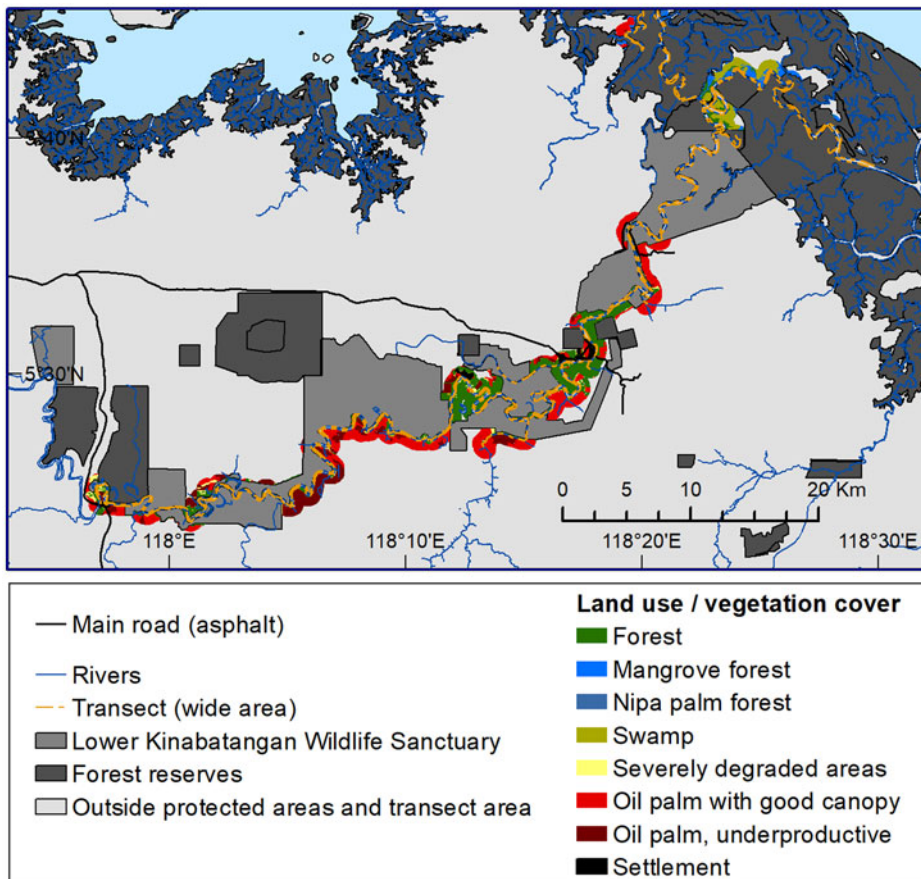 5°40'N
5°30'N
0 5 10 20 Km
118°E 118°10'E 118°20'E 118°30'E
Main road (asphalt)
Rivers
Transect (wide area)
Lower Kinabatangan Wildlife Sanctuary
Forest reserves
Outside protected areas and transect area
Land use / vegetation cover
Forest
Mangrove forest
Nipa palm forest
Swamp
Severely degraded areas
Oil palm with good canopy
Oil palm, underproductive
Settlement